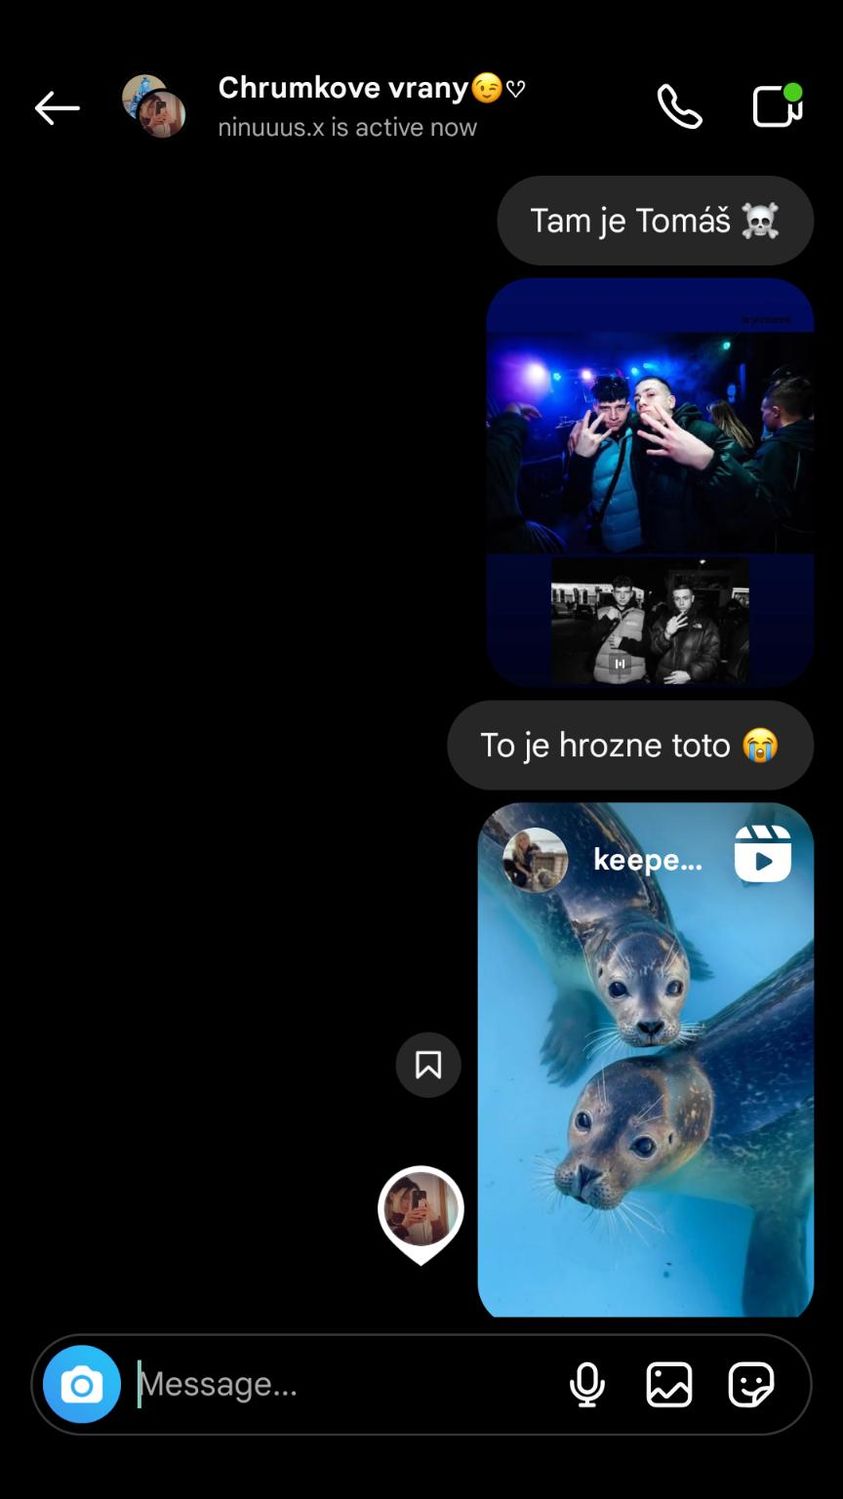 Chrumkove vrany😉♡
ninuuus.x is active now
Tam je Tomáš ☠️
To je hrozne toto 😭
keepe...
Message...